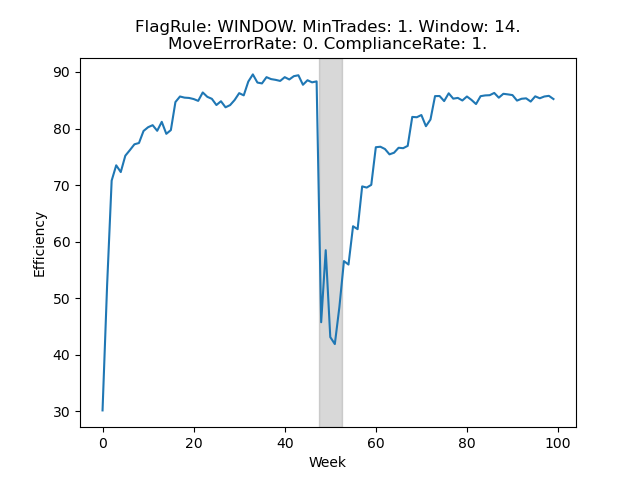 FlagRule: WINDOW. MinTrades: 1. Window: 14.
MoveErrorRate: 0. ComplianceRate: 1.
90
80
70
60
50
40
30
Efficiency
0 20 40 60 80 100
Week